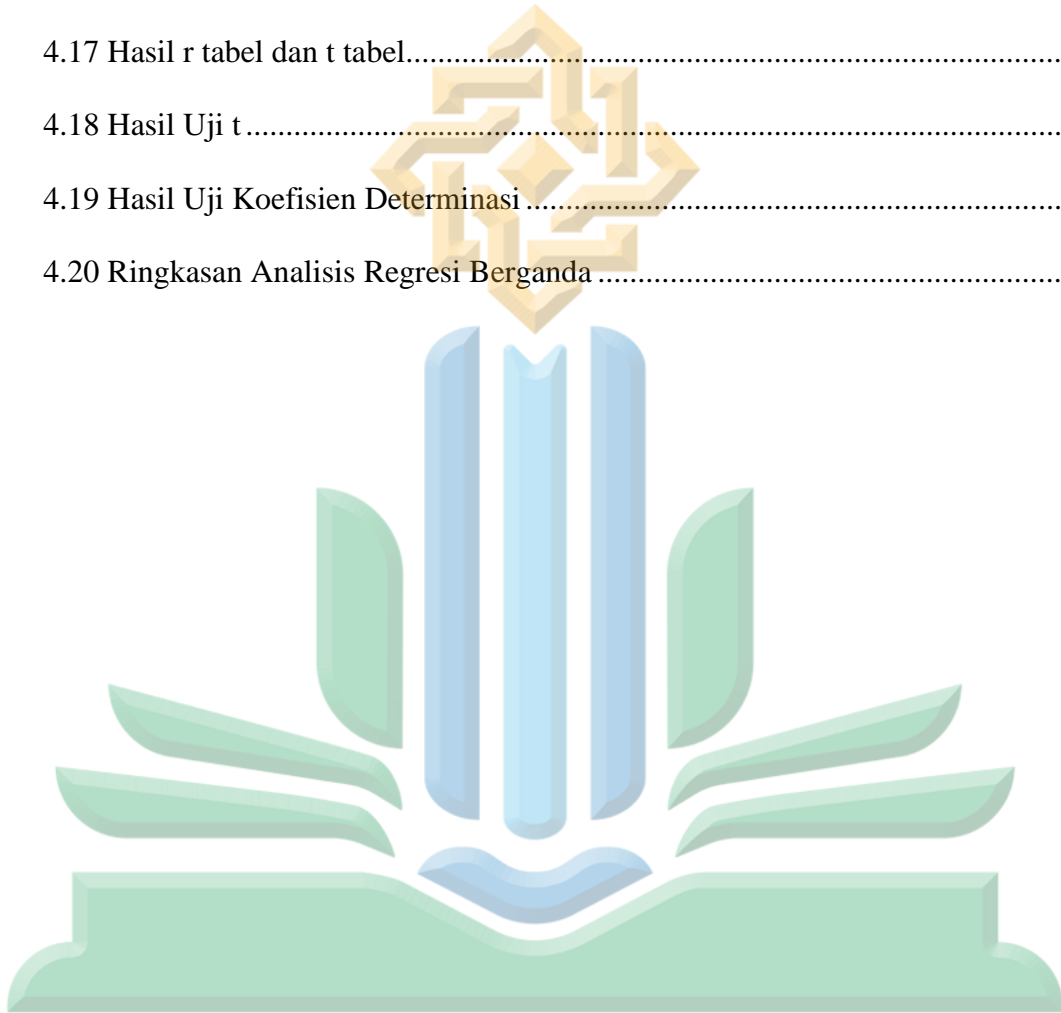 4.17 Hasil r tabel dan t tabel..................................................................................
4.18 Hasil Uji t ......................................................................................................
4.19 Hasil Uji Koefisien Determinasi ...................................................................
4.20 Ringkasan Analisis Regresi Berganda ..........................................................